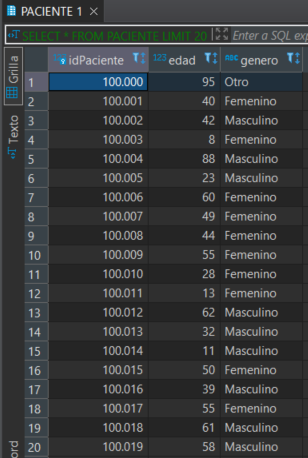 PACIENTE 1 ×
SELECT * FROM PACIENTE LIMIT 20 Enter a SQL exp
Grilla
Texto
ord
idPaciente 123 edad ABC genero
1 100.000 95 Otro
2 100.001 40 Femenino
3 100.002 42 Masculino
4 100.003 8 Femenino
5 100.004 88 Masculino
6 100.005 23 Masculino
7 100.006 60 Femenino
8 100.007 49 Femenino
9 100.008 44 Femenino
10 100.009 55 Femenino
11 100.010 28 Femenino
12 100.011 13 Femenino
13 100.012 62 Masculino
14 100.013 32 Masculino
15 100.014 11 Masculino
16 100.015 50 Femenino
17 100.016 39 Masculino
18 100.017 55 Femenino
19 100.018 61 Masculino
20 100.019 58 Masculino